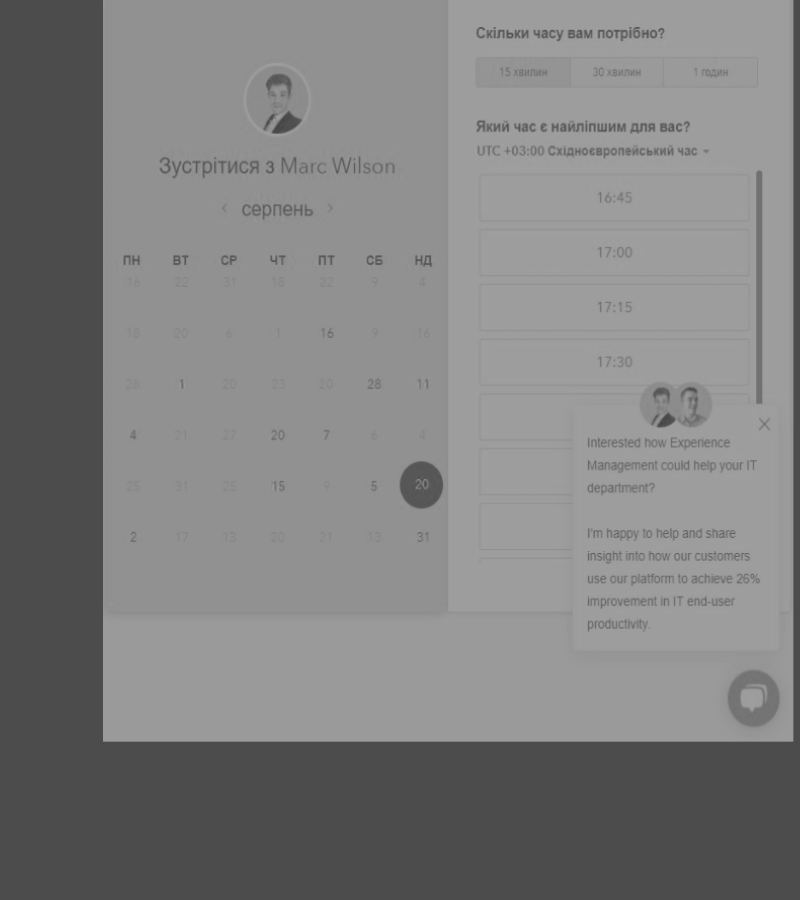 Зустрітися з Marc Wilson
серпень
ПН ВТ СР ЧТ ПТ СБ НД
16 22 31 18 22 9 4
18 20 6 1 16 9 16
26 1 20 23 20 28 11
4 21 27 20 7 6 4
25 31 25 15 9 5 20
2 17 13 20 21 13 31
Скільки часу вам потрібно?
15 хвилин 30 хвилин 1 годин
Який час є найліпшим для вас?
UTC +03:00 Східноєвропейський час
16:45
17:00
17:15
17:30
Interested how Experience
Management could help your IT
department?
I'm happy to help and share
insight into how our customers
use our platform to achieve 26%
improvement in IT end-user
productivity.